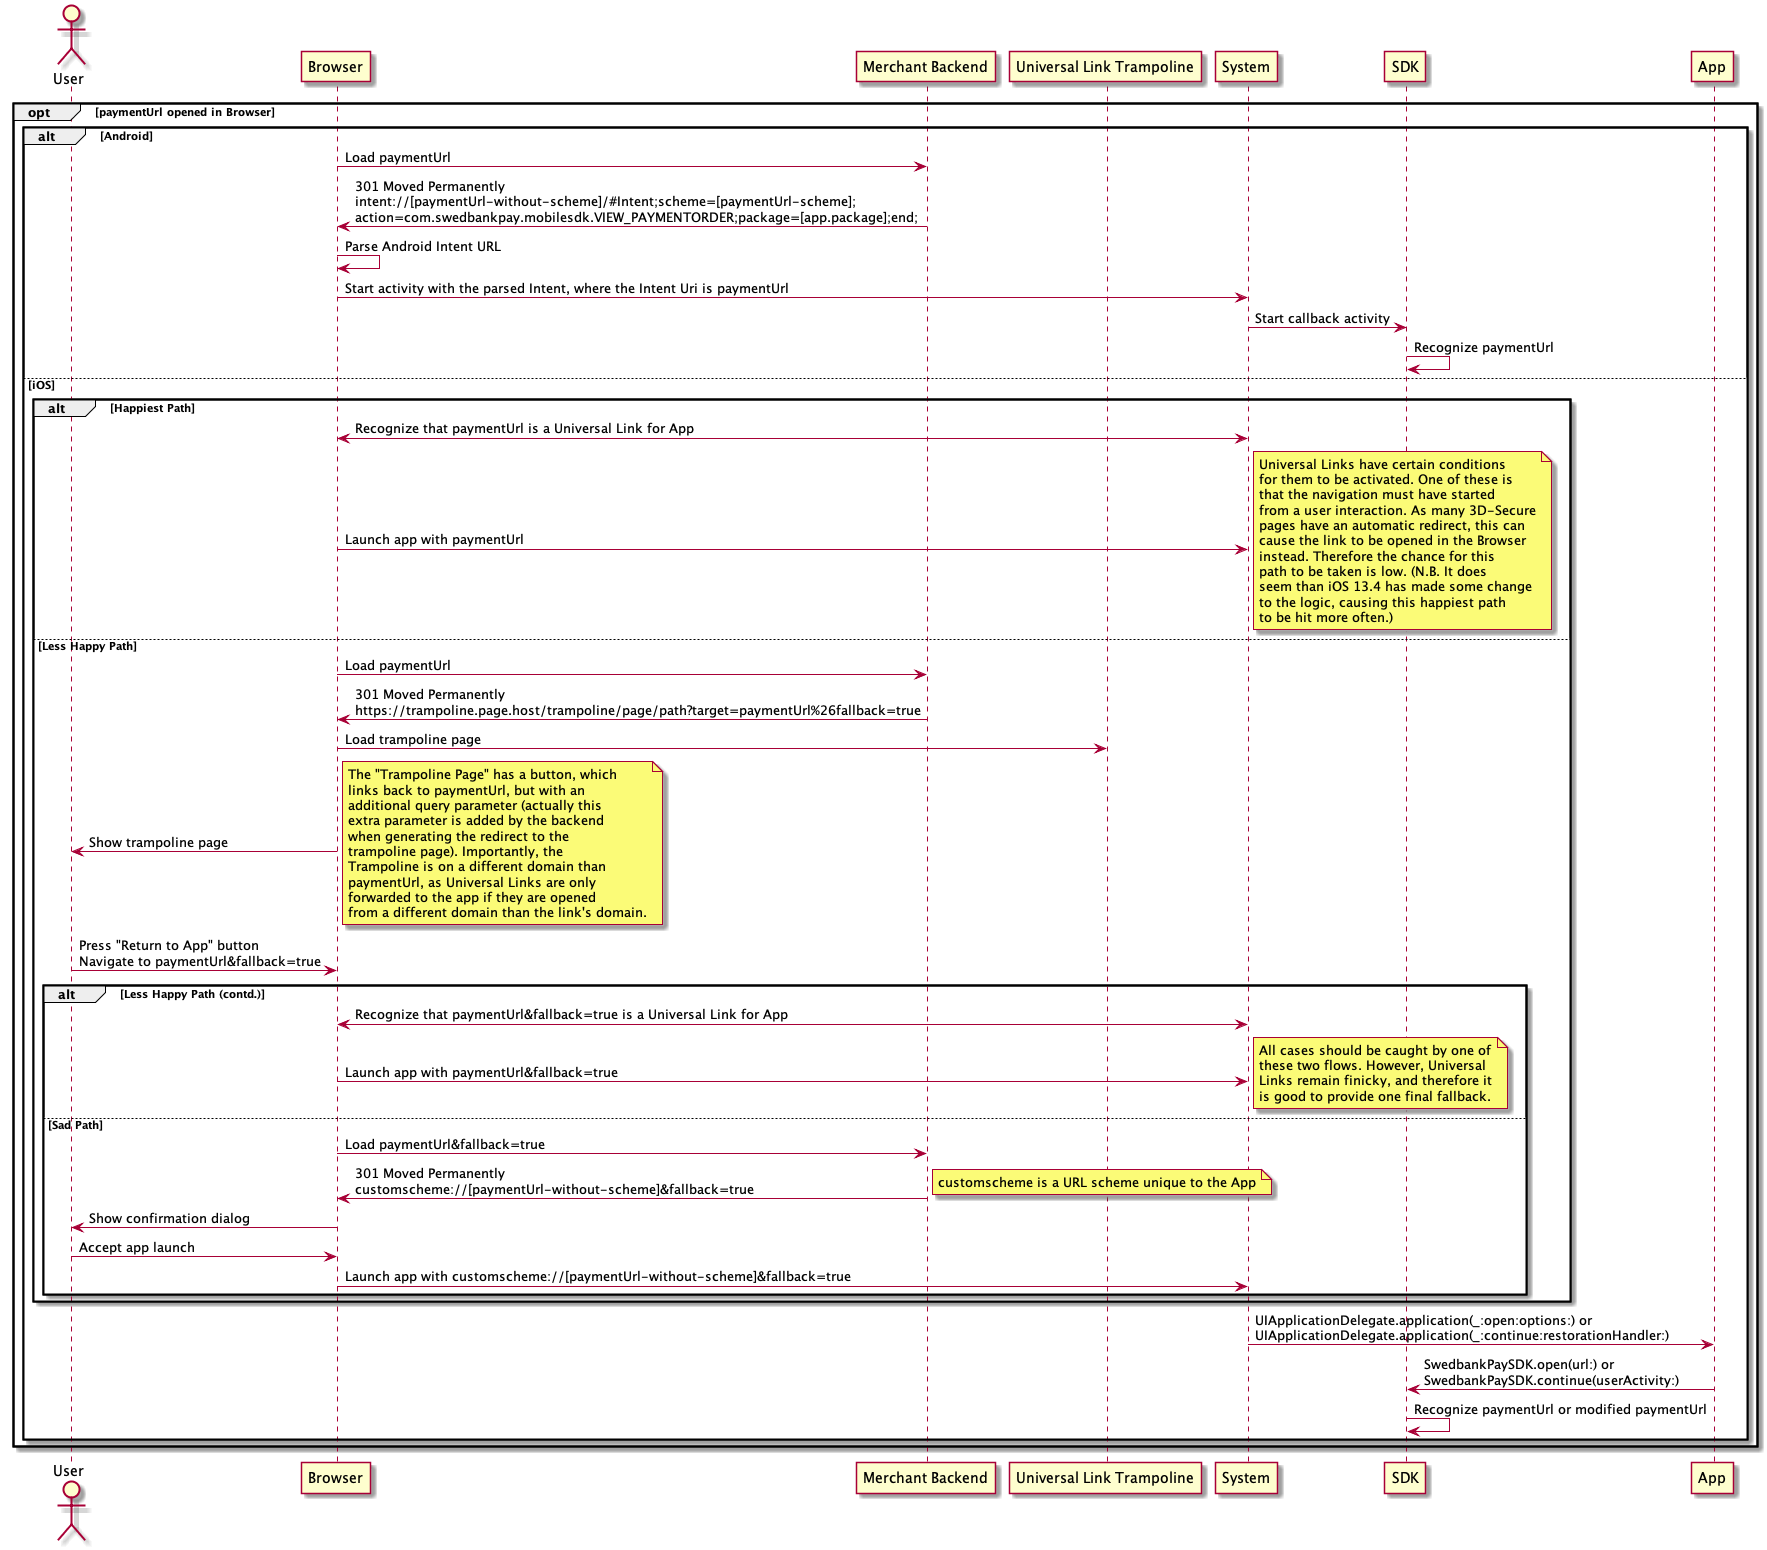 User
Browser
Merchant Backend
Universal Link Trampoline
System
SDK
App
opt
[paymentUrl opened in Browser]
alt
[Android]
Load paymentUrl
301 Moved Permanently
intent://[paymentUrl-without-scheme]/#Intent;scheme=[paymentUrl-scheme];
action=com.swedbankpay.mobilesdk.VIEW_PAYMENTORDER;package=[app.package];end;
Parse Android Intent URL
Start activity with the parsed Intent, where the Intent Uri is paymentUrl
Start callback activity
Recognize paymentUrl
[iOS]
alt
[Happiest Path]
Recognize that paymentUrl is a Universal Link for App
Universal Links have certain conditions
for them to be activated. One of these is
that the navigation must have started
from a user interaction. As many 3D-Secure
pages have an automatic redirect, this can
cause the link to be opened in the Browser
instead. Therefore the chance for this
path to be taken is low. (N.B. It does
seem than iOS 13.4 has made some change
to the logic, causing this happiest path
to be hit more often.)
Launch app with paymentUrl
[Less Happy Path]
Load paymentUrl
301 Moved Permanently
https://trampoline.page.host/trampoline/page/path?target=paymentUrl%26fallback=true
Load trampoline page
The "Trampoline Page" has a button, which
links back to paymentUrl, but with an
additional query parameter (actually this
extra parameter is added by the backend
when generating the redirect to the
trampoline page). Importantly, the
Trampoline is on a different domain than
paymentUrl, as Universal Links are only
forwarded to the app if they are opened
from a different domain than the link's domain.
Show trampoline page
Press "Return to App" button
Navigate to paymentUrl&fallback=true
alt
[Less Happy Path (contd.)]
Recognize that paymentUrl&fallback=true is a Universal Link for App
All cases should be caught by one of
these two flows. However, Universal
Links remain finicky, and therefore it
is good to provide one final fallback.
Launch app with paymentUrl&fallback=true
[Sad Path]
Load paymentUrl&fallback=true
301 Moved Permanently
customscheme://[paymentUrl-without-scheme]&fallback=true
customscheme is a URL scheme unique to the App
Show confirmation dialog
Accept app launch
Launch app with customscheme://[paymentUrl-without-scheme]&fallback=true
UIApplicationDelegate.application(_:open:options:) or
UIApplicationDelegate.application(_:continue:restorationHandler:)
SwedbankPaySDK.open(url:) or
SwedbankPaySDK.continue(userActivity:)
Recognize paymentUrl or modified paymentUrl
User
Browser
Merchant Backend
Universal Link Trampoline
System
SDK
App